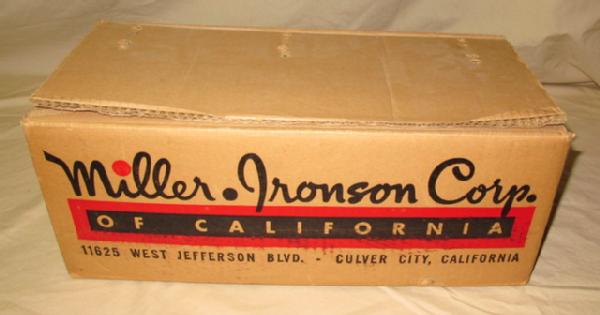 Miller • Ironson Corp.
OF CALIFORNIA
11625 WEST JEFFERSON BLVD. - CULVER CITY, CALIFORNIA